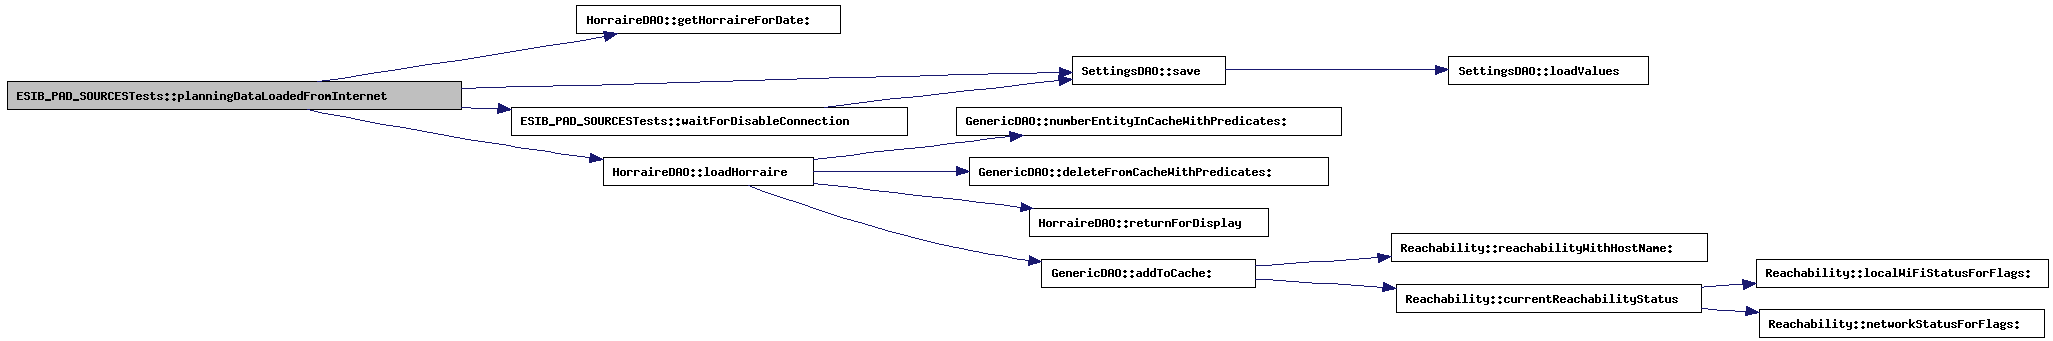 HorraireDAO::getHorraireForDate:
SettingsDAO::save
SettingsDAO::loadValues
ESIB_PAD_SOURCESTests::planningDataLoadedFromInternet
ESIB_PAD_SOURCESTests::waitForDisableConnection
GenericDAO::numberEntityInCacheWithPredicates:
HorraireDAO::loadHorraire
GenericDAO::deleteFromCacheWithPredicates:
HorraireDAO::returnForDisplay
Reachability::reachabilityWithHostName:
GenericDAO::addToCache:
Reachability::localWiFiStatusForFlags:
Reachability::currentReachabilityStatus
Reachability::networkStatusForFlags: